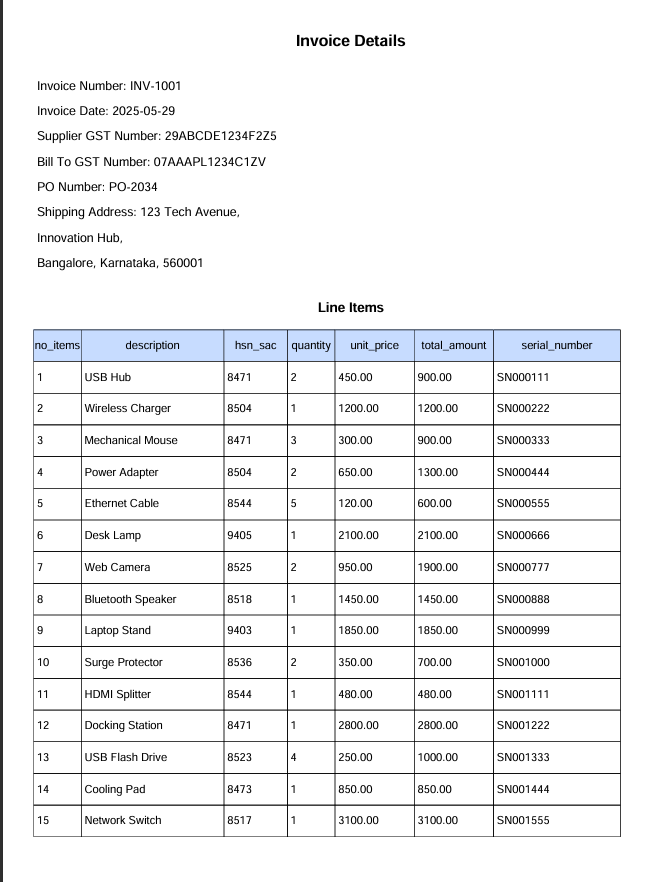 Invoice Details
Invoice Number: INV-1001
Invoice Date: 2025-05-29
Supplier GST Number: 29ABCDE1234F2Z5
Bill To GST Number: 07AAAPL1234C1ZV
PO Number: PO-2034
Shipping Address: 123 Tech Avenue,
Innovation Hub,
Bangalore, Karnataka, 560001
Line Items
no_items description hsn_sac quantity unit_price total_amount serial_number
1 USB Hub 8471 2 450.00 900.00 SN000111
2 Wireless Charger 8504 1 1200.00 1200.00 SN000222
3 Mechanical Mouse 8471 3 300.00 900.00 SN000333
4 Power Adapter 8504 2 650.00 1300.00 SN000444
5 Ethernet Cable 8544 5 120.00 600.00 SN000555
6 Desk Lamp 9405 1 2100.00 2100.00 SN000666
7 Web Camera 8525 2 950.00 1900.00 SN000777
8 Bluetooth Speaker 8518 1 1450.00 1450.00 SN000888
9 Laptop Stand 9403 1 1850.00 1850.00 SN000999
10 Surge Protector 8536 2 350.00 700.00 SN001000
11 HDMI Splitter 8544 1 480.00 480.00 SN001111
12 Docking Station 8471 1 2800.00 2800.00 SN001222
13 USB Flash Drive 8523 4 250.00 1000.00 SN001333
14 Cooling Pad 8473 1 850.00 850.00 SN001444
15 Network Switch 8517 1 3100.00 3100.00 SN001555